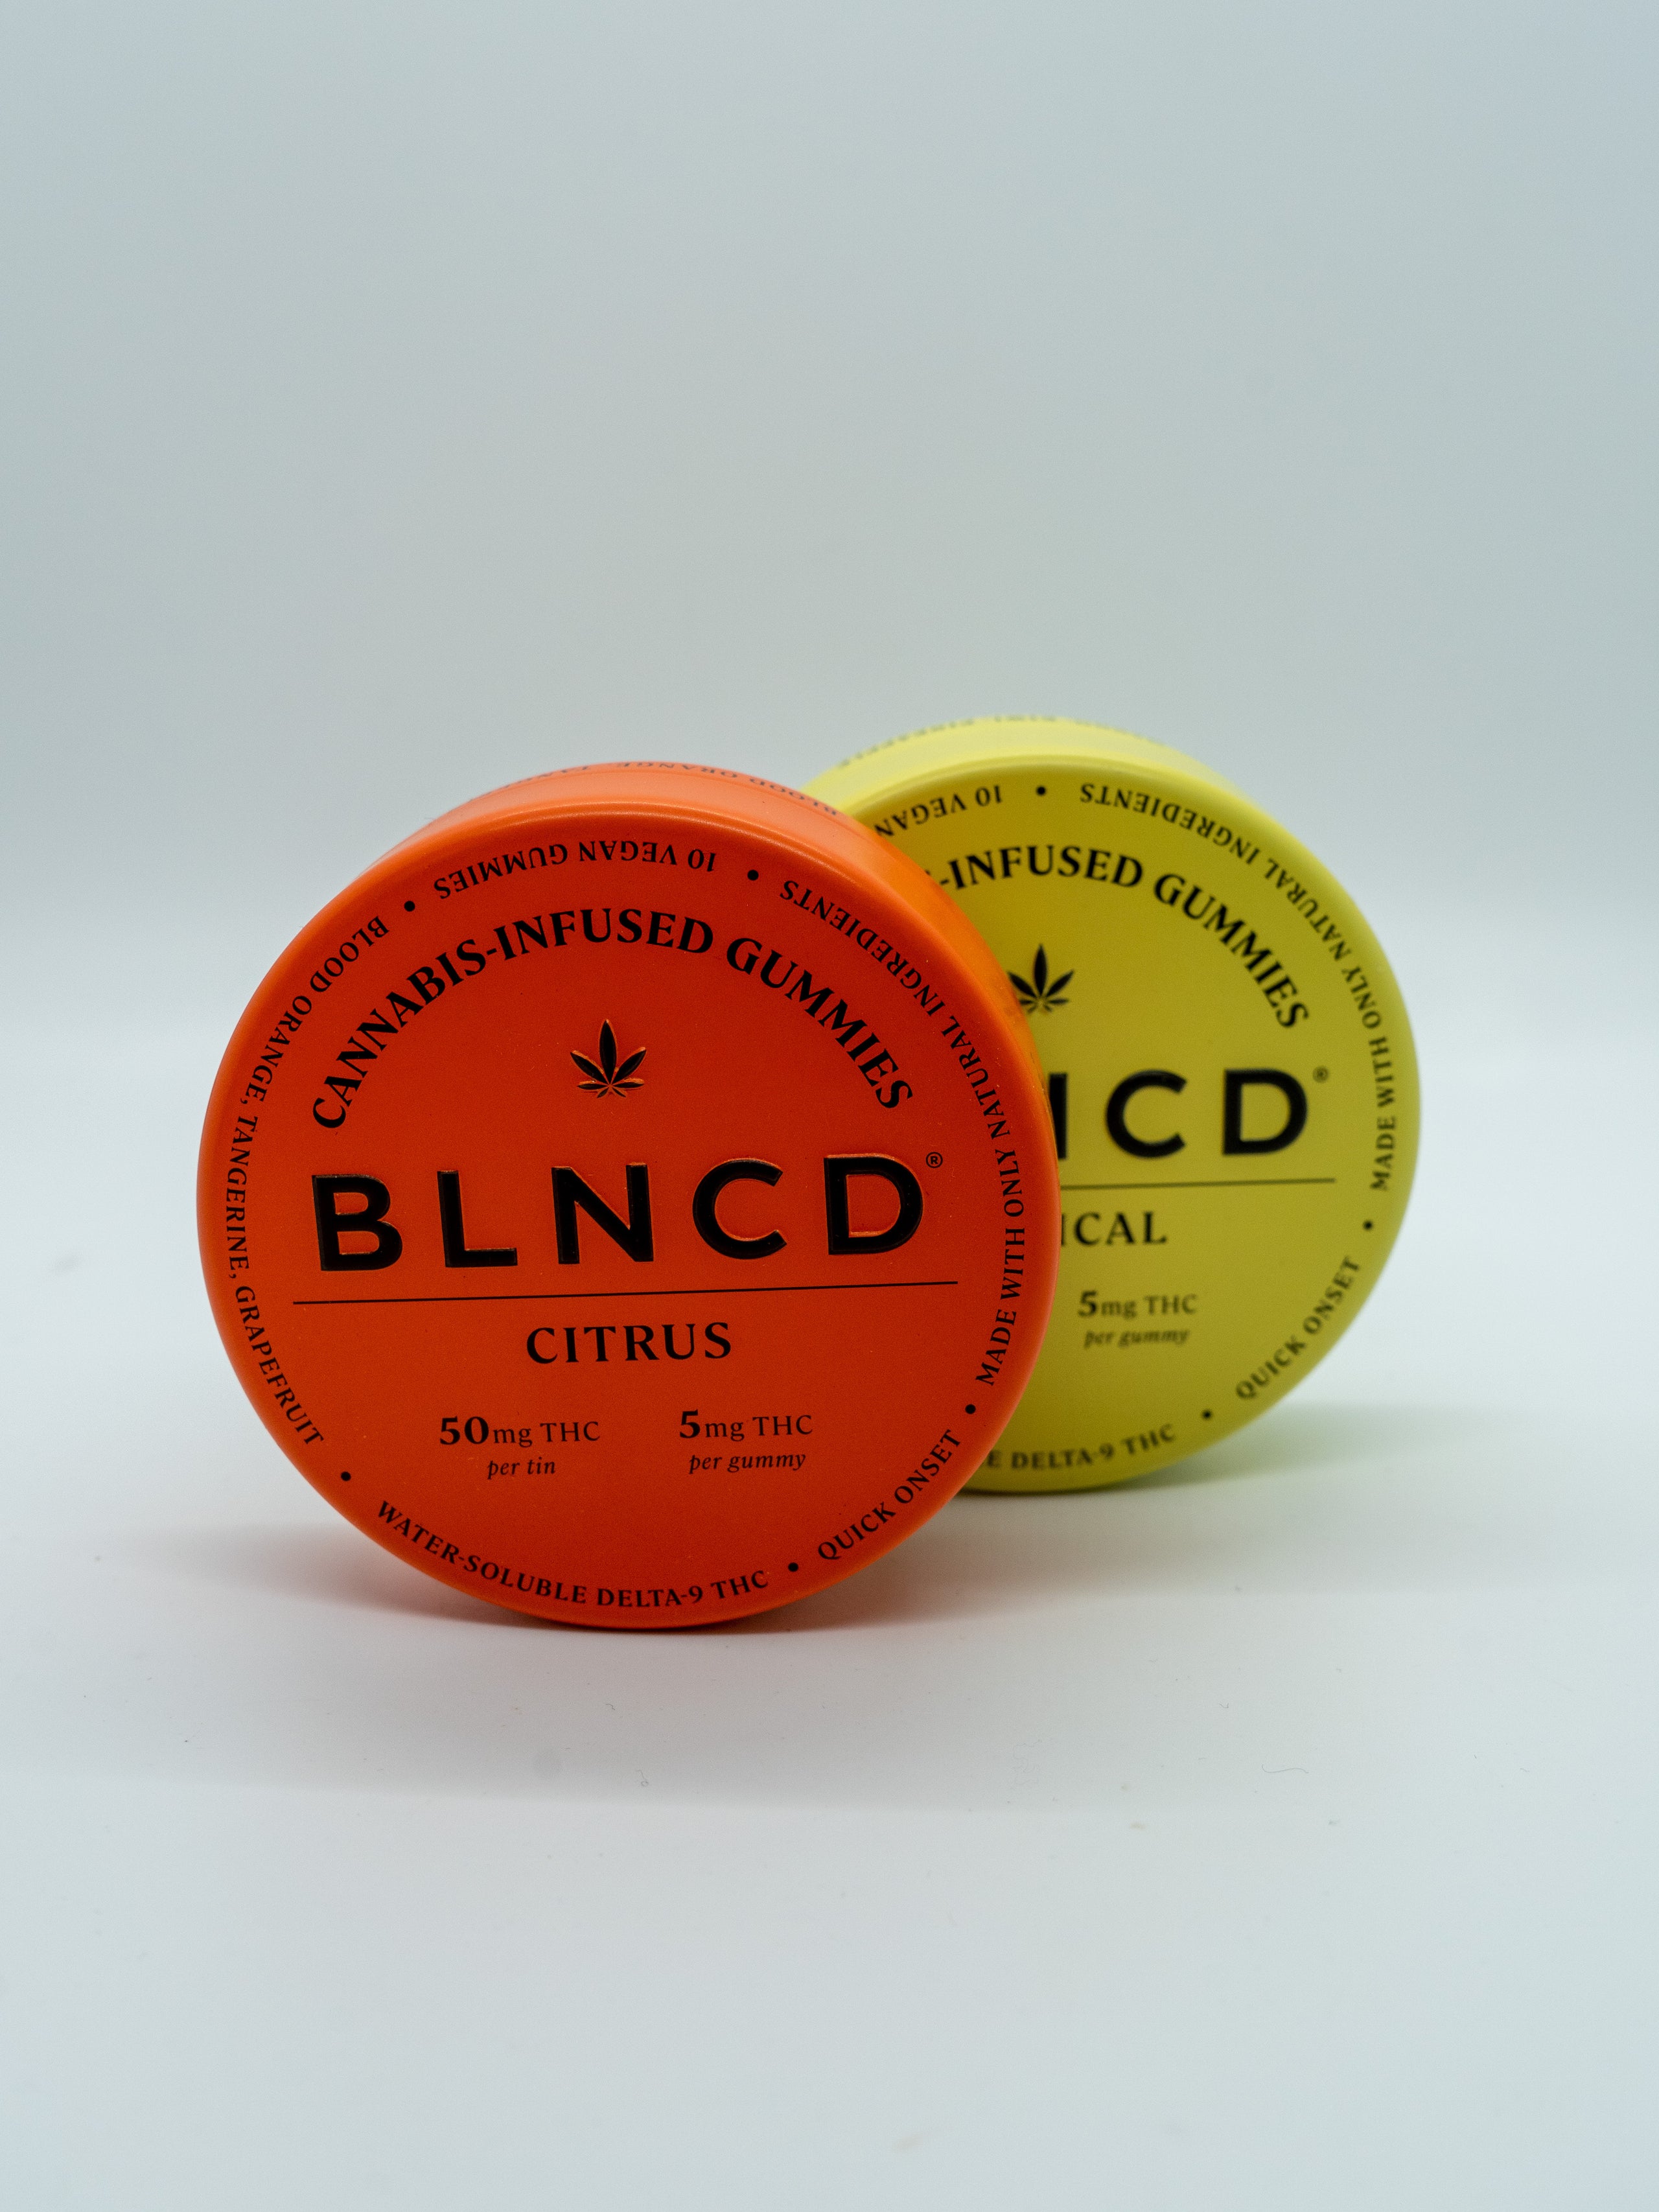 CANNABIS-INFUSED GUMMIES
BLNCD®
CITRUS
50mg THC
per tin
5mg THC
per gummy
BLOOD ORANGE, TANGERINE, GRAPEFRUIT • WATER-SOLUBLE DELTA-9 THC • QUICK ONSET • MADE WITH ONLY NATURAL INGREDIENTS • 10 VEGAN GUMMIES •
BLOOD ORANGE
-INFUSED GUMMIES
NCD®
ICAL
5mg THC
per gummy
E DELTA-9 THC • QUICK ONSET • MADE WITH ONLY NATURAL INGREDIENTS • 10 VEGAN